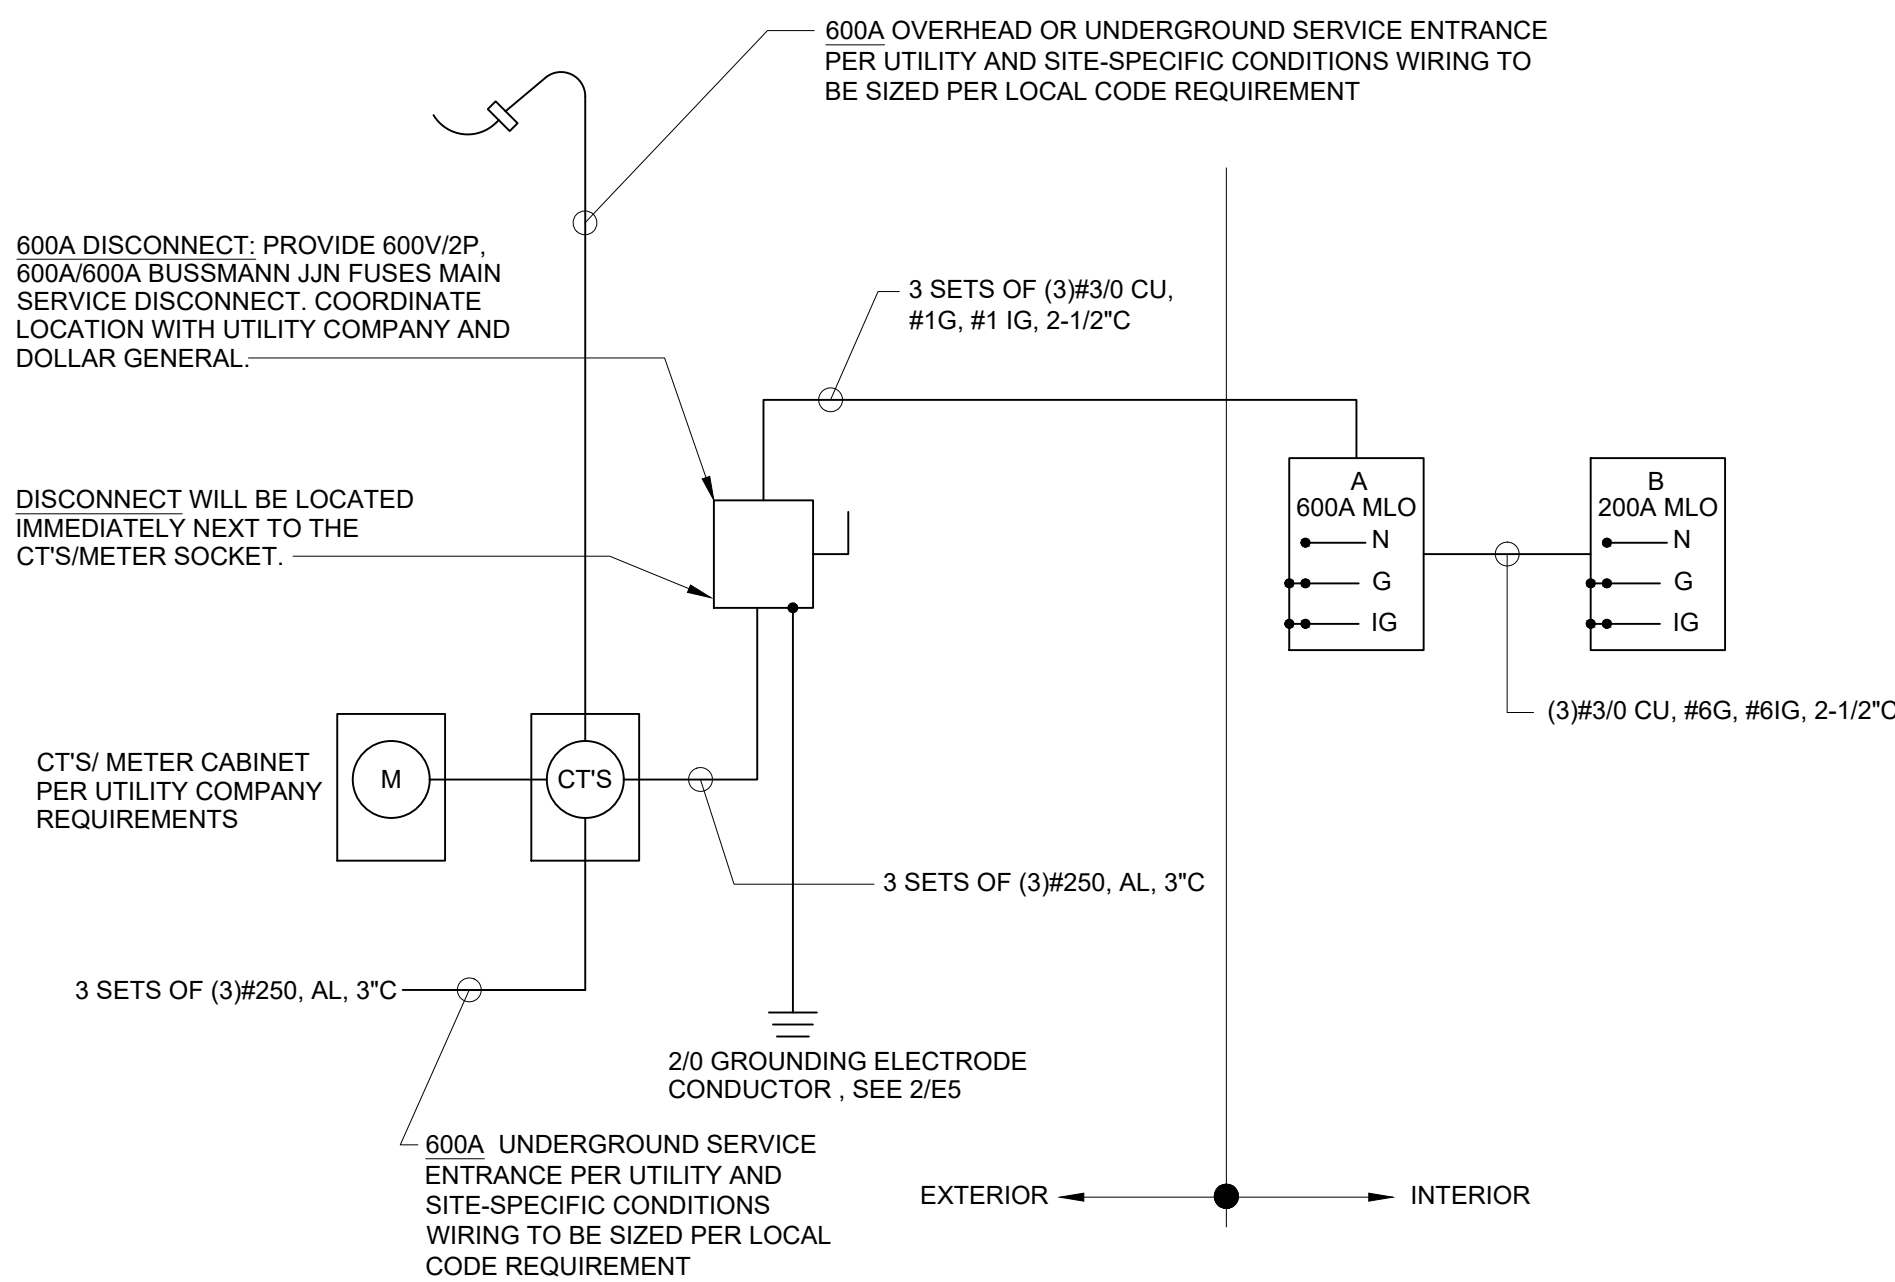 600A OVERHEAD OR UNDERGROUND SERVICE ENTRANCE
PER UTILITY AND SITE-SPECIFIC CONDITIONS WIRING TO
BE SIZED PER LOCAL CODE REQUIREMENT
600A DISCONNECT: PROVIDE 600V/2P,
600A/600A BUSSMANN JJN FUSES MAIN
SERVICE DISCONNECT. COORDINATE
LOCATION WITH UTILITY COMPANY AND
DOLLAR GENERAL.
3 SETS OF (3)#3/0 CU,
#1G, #1 IG, 2-1/2"C
DISCONNECT WILL BE LOCATED
IMMEDIATELY NEXT TO THE
CT'S/METER SOCKET.
A
600A MLO
N
G
IG
B
200A MLO
N
G
IG
(3)#3/0 CU, #6G, #6IG, 2-1/2"C
CT'S/ METER CABINET
PER UTILITY COMPANY
REQUIREMENTS
M
CT'S
3 SETS OF (3)#250, AL, 3"C
3 SETS OF (3)#250, AL, 3"C
2/0 GROUNDING ELECTRODE
CONDUCTOR , SEE 2/E5
600A UNDERGROUND SERVICE
ENTRANCE PER UTILITY AND
SITE-SPECIFIC CONDITIONS
WIRING TO BE SIZED PER LOCAL
CODE REQUIREMENT
EXTERIOR
INTERIOR